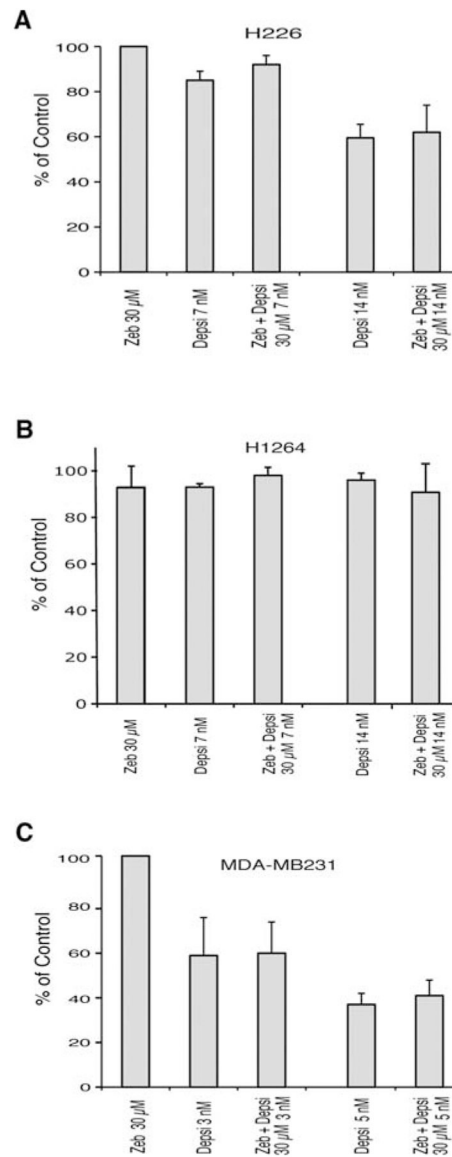 A
H226
% of Control
100
80
60
40
20
0
Zeb 30 µM
Depsi 7 nM
Zeb + Depsi
30 µM 7 nM
Depsi 14 nM
Zeb + Depsi
30 µM 14 nM
B
H1264
% of Control
100
80
60
40
20
0
Zeb 30 µM
Depsi 7 nM
Zeb + Depsi
30 µM 7 nM
Depsi 14 nM
Zeb + Depsi
30 µM 14 nM
C
MDA-MB231
% of Control
100
80
60
40
20
0
Zeb 30 µM
Depsi 3 nM
Zeb + Depsi
30 µM 3 nM
Depsi 5 nM
Zeb + Depsi
30 µM 5 nM